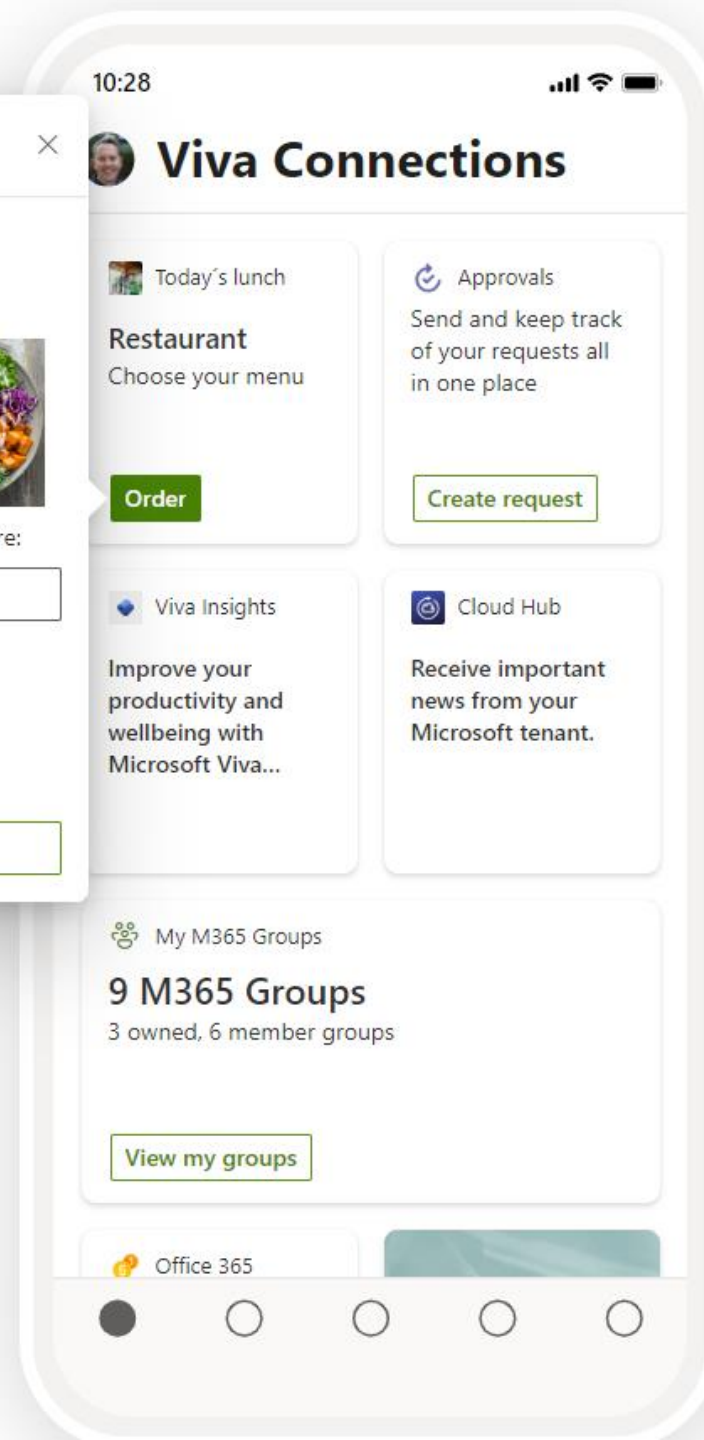 10:28
Viva Connections
Today´s lunch
Restaurant
Choose your menu
Order
Approvals
Send and keep track
of your requests all
in one place
Create request
re:
Viva Insights
Improve your
productivity and
wellbeing with
Microsoft Viva...
Cloud Hub
Receive important
news from your
Microsoft tenant.
My M365 Groups
9 M365 Groups
3 owned, 6 member groups
View my groups
Office 365